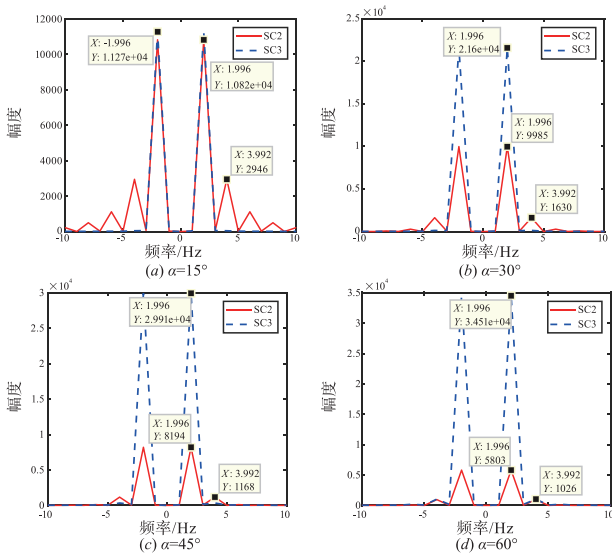 12000
10000
8000
6000
4000
2000
0
幅度
X: -1.996
Y: 1.127e+04
X: 1.996
Y: 1.082e+04
X: 3.992
Y: 2946
SC2
SC3
-10
-5
0
5
10
频率/Hz
(a) α=15°
×10⁴
2.5
2
1.5
1
0.5
0
幅度
X: 1.996
Y: 2.16e+04
X: 1.996
Y: 9985
X: 3.992
Y: 1630
SC2
SC3
-10
-5
0
5
10
频率/Hz
(b) α=30°
×10⁴
3
2.5
2
1.5
1
0.5
0
幅度
X: 1.996
Y: 2.991e+04
X: 1.996
Y: 8194
X: 3.992
Y: 1168
SC2
SC3
-10
-5
0
5
10
频率/Hz
(c) α=45°
×10⁴
3.5
3
2.5
2
1.5
1
0.5
0
幅度
X: 1.996
Y: 3.451e+04
X: 1.996
Y: 5803
X: 3.992
Y: 1026
SC2
SC3
-10
-5
0
5
10
频率/Hz
(d) α=60°